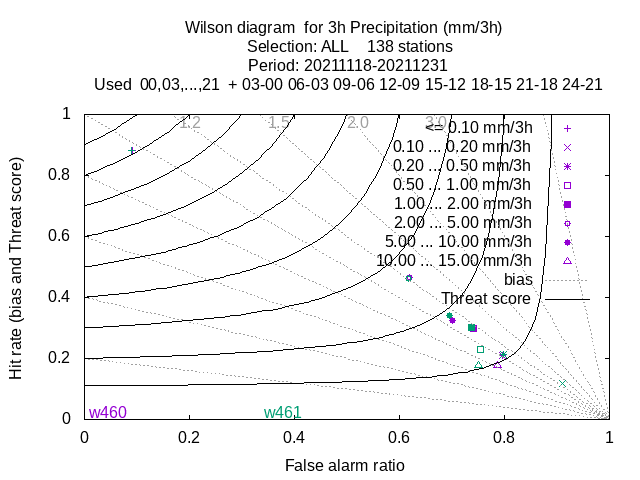 Wilson diagram  for 3h Precipitation (mm/3h)
Selection: ALL    138 stations
Period: 20211118-20211231
Used  00,03,...,21  + 03-00 06-03 09-06 12-09 15-12 18-15 21-18 24-21
Hit rate (bias and Threat score)
1
0.8
0.6
0.4
0.2
0
1.2
1.5
2.0
3.0
<= 0.10 mm/3h
0.10 ... 0.20 mm/3h
0.20 ... 0.50 mm/3h
0.50 ... 1.00 mm/3h
1.00 ... 2.00 mm/3h
2.00 ... 5.00 mm/3h
5.00 ... 10.00 mm/3h
10.00 ... 15.00 mm/3h
bias
Threat score
w460
w461
0
0.2
0.4
0.6
0.8
1
False alarm ratio